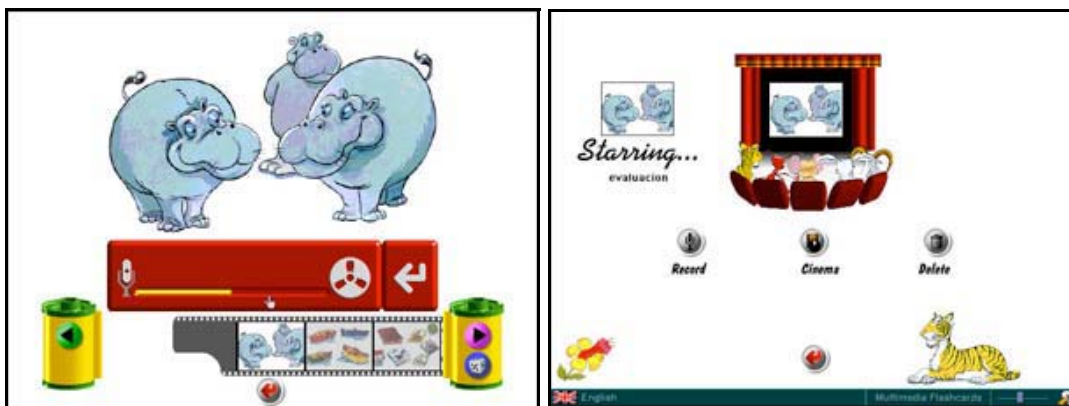 Starring...
evaluacion
Record Cinema Delete
English Multimedia Flashcards